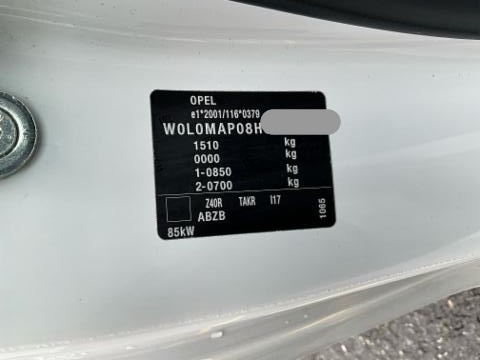 OPEL
e1*2001/116*0379
W0L0MAP08H
1510 kg
0000 kg
1-0850 kg
2-0700 kg
Z40R TAKR I17
ABZB
85kW
1065